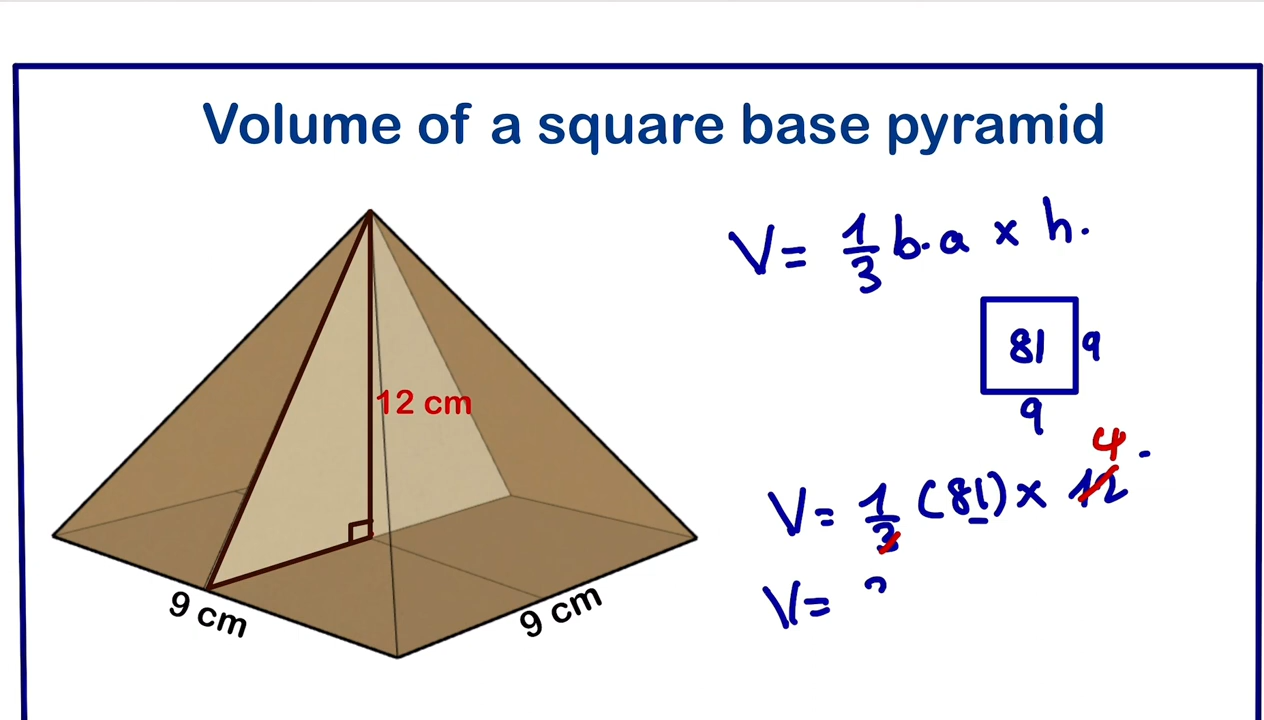 Volume of a square base pyramid
V = 1/3 b.a × h.
81 9
9
12 cm
4
V = 1/3 (81) × 12
V =
9 cm 9 cm